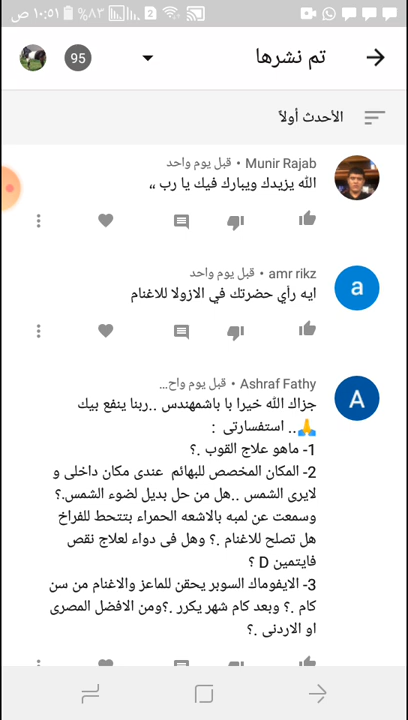 ١٠:٥١ ص
٨٣%
2
تم نشرها
95
الأحدث أولاً
Munir Rajab • قبل يوم واحد
الله يزيدك ويبارك فيك يا رب ،،
amr rikz • قبل يوم واحد
ايه رأي حضرتك في الازولا للاغنام
a
Ashraf Fathy • قبل يوم واح...
A
جزاك الله خيرا با باشمهندس ..ربنا ينفع بيك
🙏.. استفسارتى :
1- ماهو علاج القوب .؟
2- المكان المخصص للبهائم عندى مكان داخلى و
لايرى الشمس ..هل من حل بديل لضوء الشمس.؟
وسمعت عن لمبه بالاشعه الحمراء بتتحط للفراخ
هل تصلح للاغنام .؟ وهل فى دواء لعلاج نقص
فايتمين D ؟
3- الايفوماك السوبر يحقن للماعز والاغنام من سن
كام .؟ وبعد كام شهر يكرر .؟ومن الافضل المصرى
او الاردنى .؟